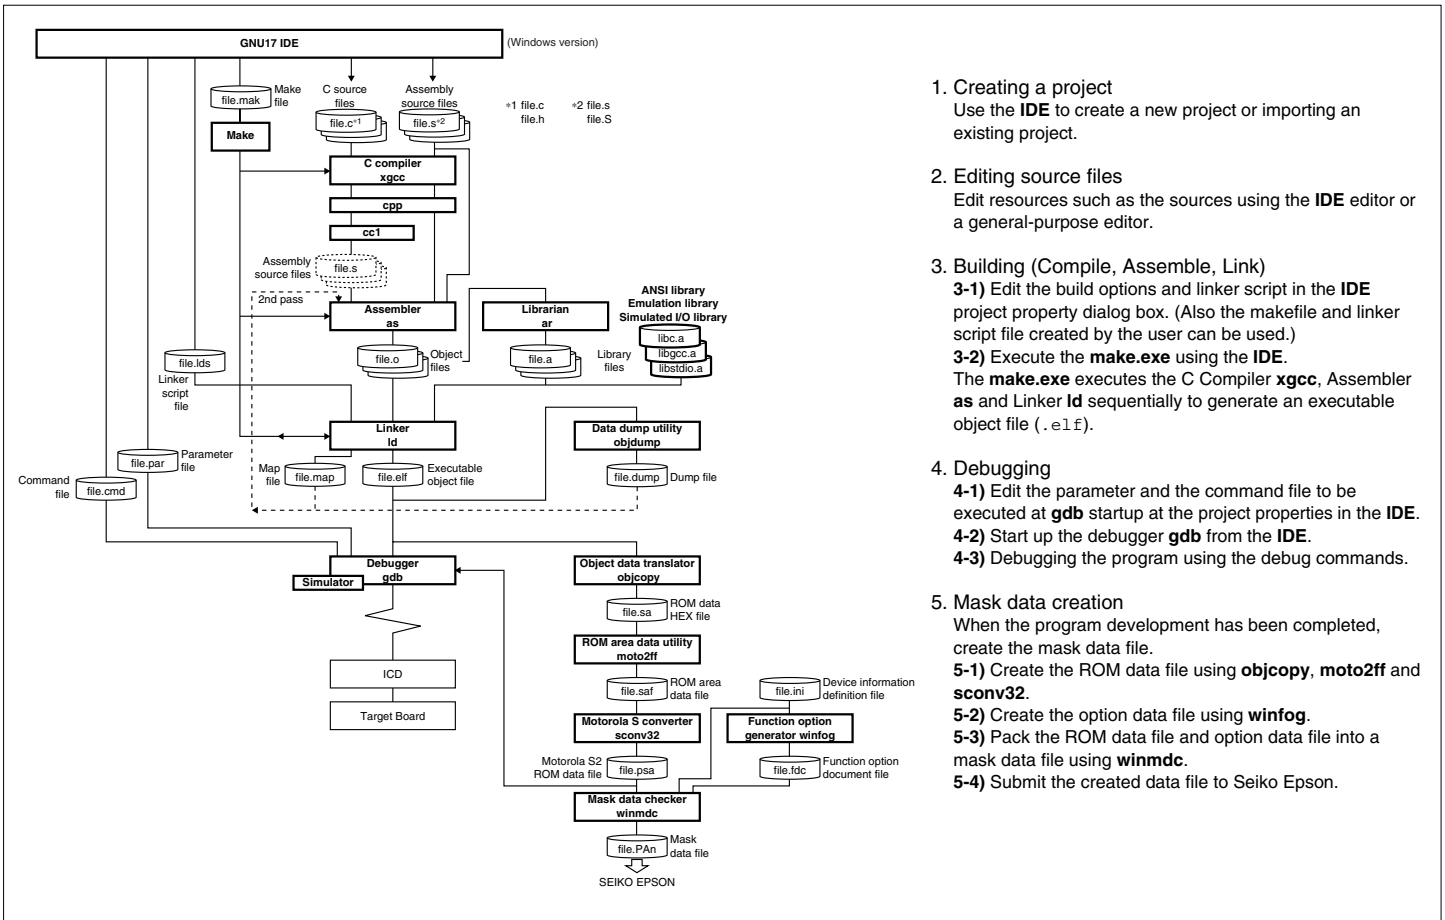 GNU17 IDE
(Windows version)
file.mak
Make
file
C source
files
file.c*1
Assembly
source files
file.s*2
*1 file.c
file.h
*2 file.s
file.S
Make
C compiler
xgcc
cpp
cc1
Assembly
source files
file.s
2nd pass
Assembler
as
Librarian
ar
ANSI library
Emulation library
Simulated I/O library
libc.a
libgcc.a
libstdio.a
Library
files
file.lds
Linker
script
file
file.o
Object
files
file.a
Linker
ld
Data dump utility
objdump
file.par
Parameter
file
Command
file
file.cmd
Map
file
file.map
file.elf
Executable
object file
file.dump
Dump file
Debugger
gdb
Simulator
Object data translator
objcopy
file.sa
ROM data
HEX file
ROM area data utility
moto2ff
ICD
Target Board
file.saf
ROM area
data file
file.ini
Device information
definition file
Motorola S converter
sconv32
Function option
generator winfog
Motorola S2
ROM data file
file.psa
file.fdc
Function option
document file
Mask data checker
winmdc
file.PAn
Mask
data file
SEIKO EPSON
1. Creating a project
Use the IDE to create a new project or importing an
existing project.
2. Editing source files
Edit resources such as the sources using the IDE editor or
a general-purpose editor.
3. Building (Compile, Assemble, Link)
3-1) Edit the build options and linker script in the IDE
project property dialog box. (Also the makefile and linker
script file created by the user can be used.)
3-2) Execute the make.exe using the IDE.
The make.exe executes the C Compiler xgcc, Assembler
as and Linker ld sequentially to generate an executable
object file (.elf).
4. Debugging
4-1) Edit the parameter and the command file to be
executed at gdb startup at the project properties in the IDE.
4-2) Start up the debugger gdb from the IDE.
4-3) Debugging the program using the debug commands.
5. Mask data creation
When the program development has been completed,
create the mask data file.
5-1) Create the ROM data file using objcopy, moto2ff and
sconv32.
5-2) Create the option data file using winfog.
5-3) Pack the ROM data file and option data file into a
mask data file using winmdc.
5-4) Submit the created data file to Seiko Epson.